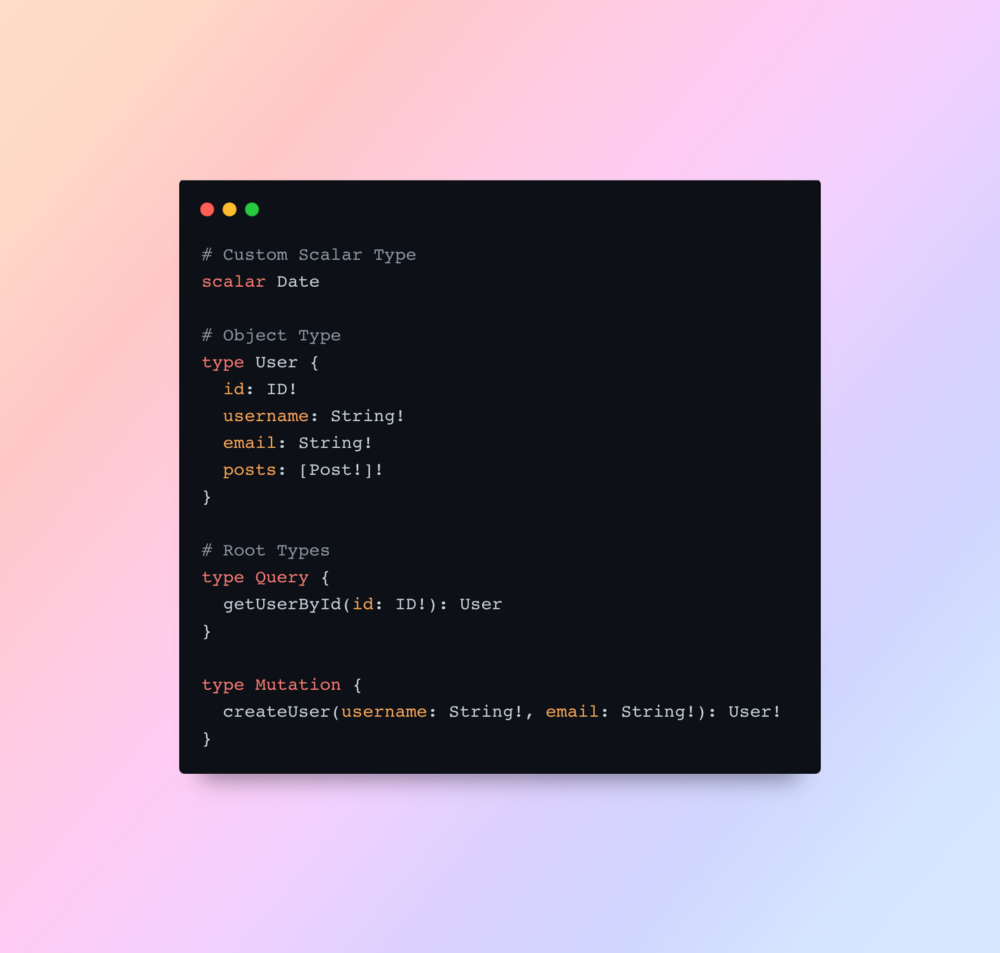 # Custom Scalar Type
scalar Date

# Object Type
type User {
  id: ID!
  username: String!
  email: String!
  posts: [Post!]!
}

# Root Types
type Query {
  getUserById(id: ID!): User
}

type Mutation {
  createUser(username: String!, email: String!): User!
}